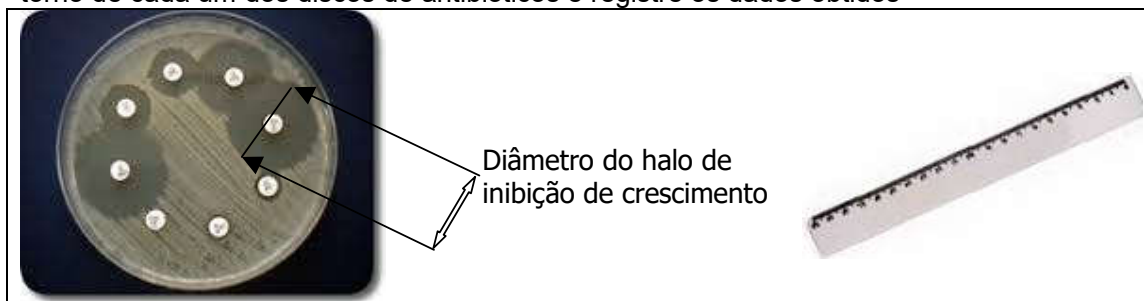 torno de cada um dos discos de antibióticos e registre os dados obtidos
Diâmetro do halo de
inibição de crescimento